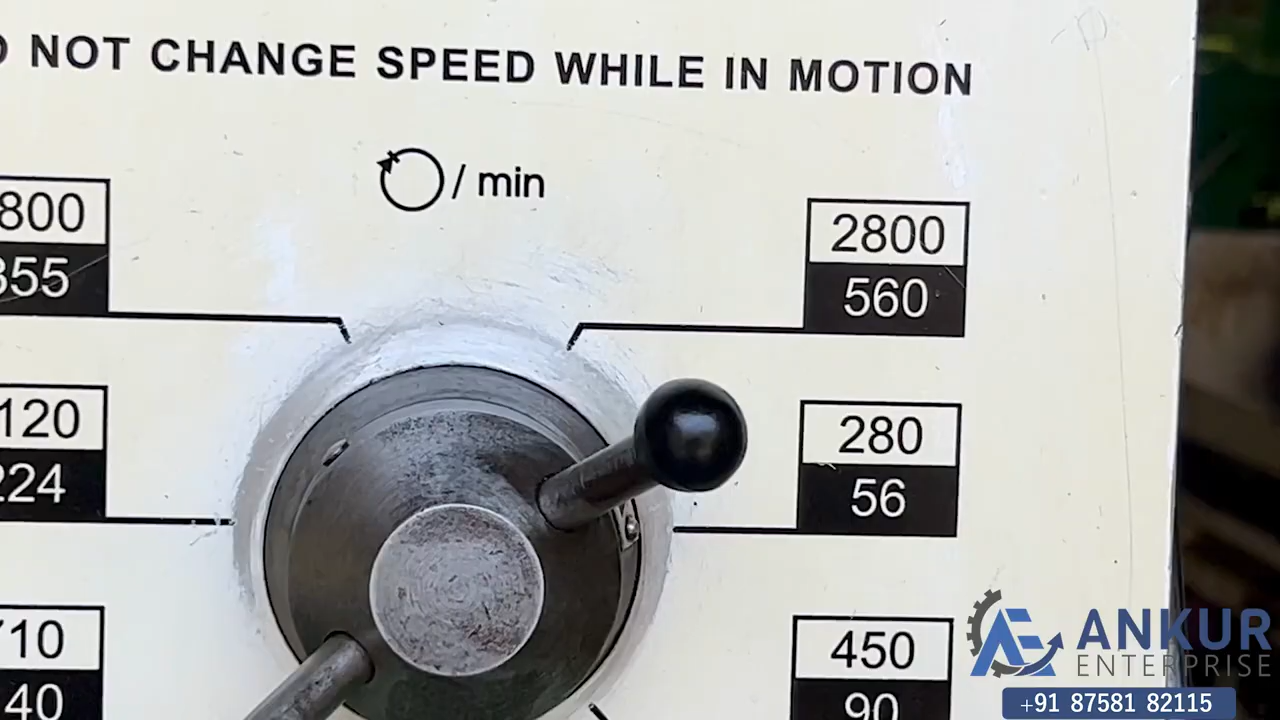 NOT CHANGE SPEED WHILE IN MOTION
/ min
800
355
2800
560
120
224
280
56
710
40
450
90
ANKUR
ENTERPRISE
+91 87581 82115